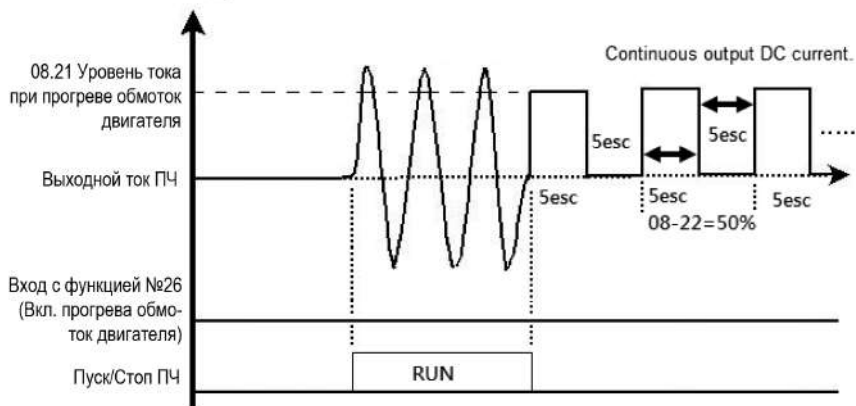 08.21 Уровень тока
при прогреве обмоток
двигателя
Continuous output DC current.
5esc
5esc
.....
Выходной ток ПЧ
5esc
5esc
5esc
08-22=50%
Вход с функцией №26
(Вкл. прогрева обмо-
ток двигателя)
Пуск/Стоп ПЧ
RUN